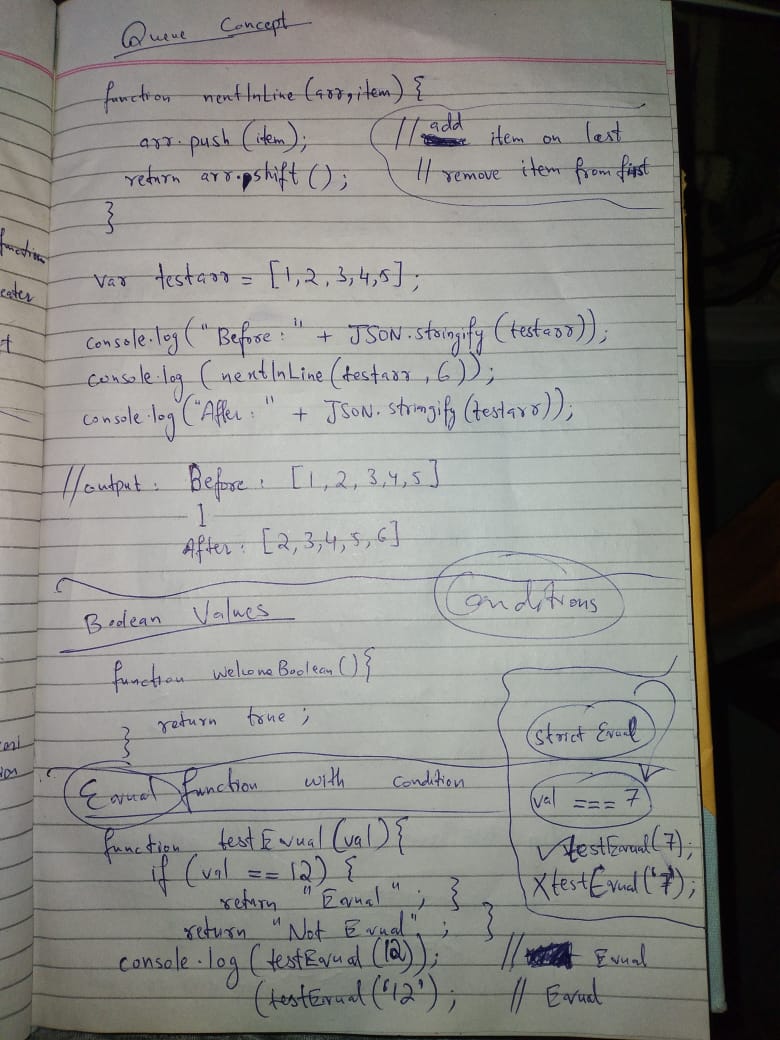 Queue Concept
function nentInLine (arr, item) {
arr.push (item); // add item on last
return arr.shift (); // remove item from first
}
var testarr = [1,2,3,4,5];
console.log ("Before:" + JSON.stringify (testarr));
console.log (nentInLine (testarr, 6));
console.log ("After:" + JSON.stringify (testarr));
//output: Before: [1,2,3,4,5]
1
After: [2,3,4,5,6]
Conditions
Boolean Values
function welcomeBoolean () {
return true;
}
Strict Equal
val === 7
✓ testEqual(7);
X testEqual('7');
Equal function with condition
function testEqual (val) {
if (val == 12) {
return "Equal"; }
return "Not Equal"; }
console.log (testEqual (12)); // Equal
(testEqual ('12'); // Equal
function
eater